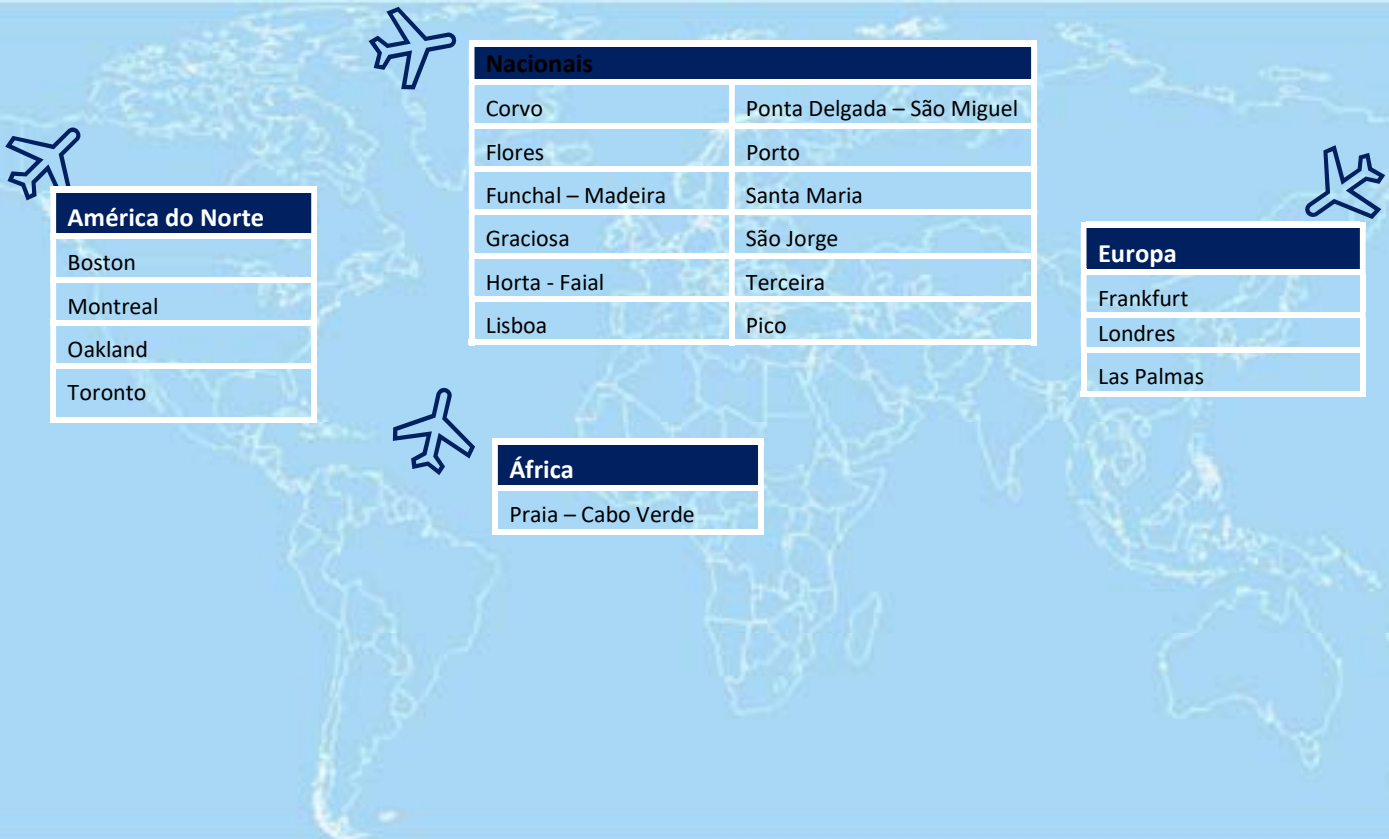 Nacionais
Corvo Ponta Delgada – São Miguel
Flores Porto
Funchal – Madeira Santa Maria
Graciosa São Jorge
Horta - Faial Terceira
Lisboa Pico
América do Norte
Boston
Montreal
Oakland
Toronto
Europa
Frankfurt
Londres
Las Palmas
África
Praia – Cabo Verde